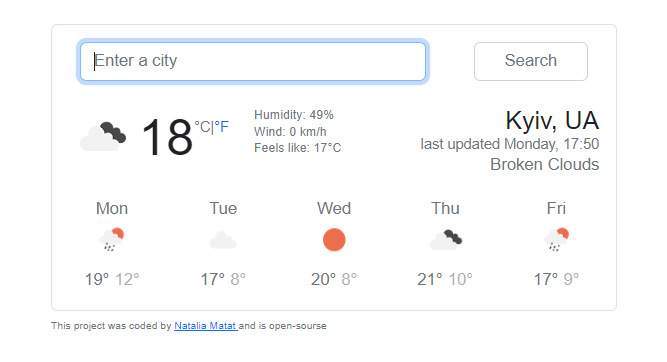 Enter a city
Search
18 °C|°F
Humidity: 49%
Wind: 0 km/h
Feels like: 17°C
Kyiv, UA
last updated Monday, 17:50
Broken Clouds
Mon Tue Wed Thu Fri
19° 12° 17° 8° 20° 8° 21° 10° 17° 9°
This project was coded by Natalia Matat and is open-sourse